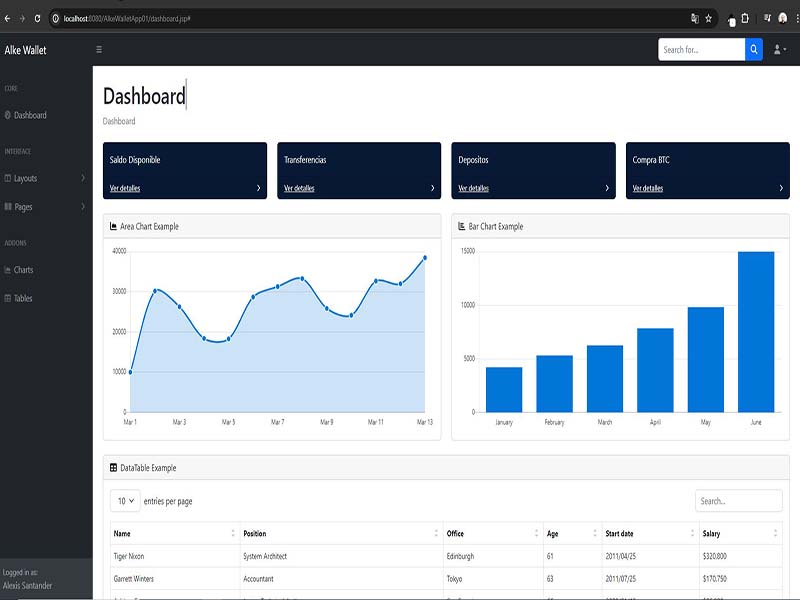 localhost:8080/AlkeWalletApp01/dashboard.jsp#
Alke Wallet
Search for...
CORE
Dashboard
INTERFACE
Layouts
Pages
ADDONS
Charts
Tables
Logged in as:
Alexis Santander
Dashboard
Dashboard
Saldo Disponible
Ver detalles
Transferencias
Ver detalles
Depositos
Ver detalles
Compra BTC
Ver detalles
Area Chart Example
40000
30000
20000
10000
0
Mar 1 Mar 3 Mar 5 Mar 7 Mar 9 Mar 11 Mar 13
Bar Chart Example
15000
10000
5000
0
January February March April May June
DataTable Example
10 entries per page
Search...
Name Position Office Age Start date Salary
Tiger Nixon System Architect Edinburgh 61 2011/04/25 $320,800
Garrett Winters Accountant Tokyo 63 2011/07/25 $170,750